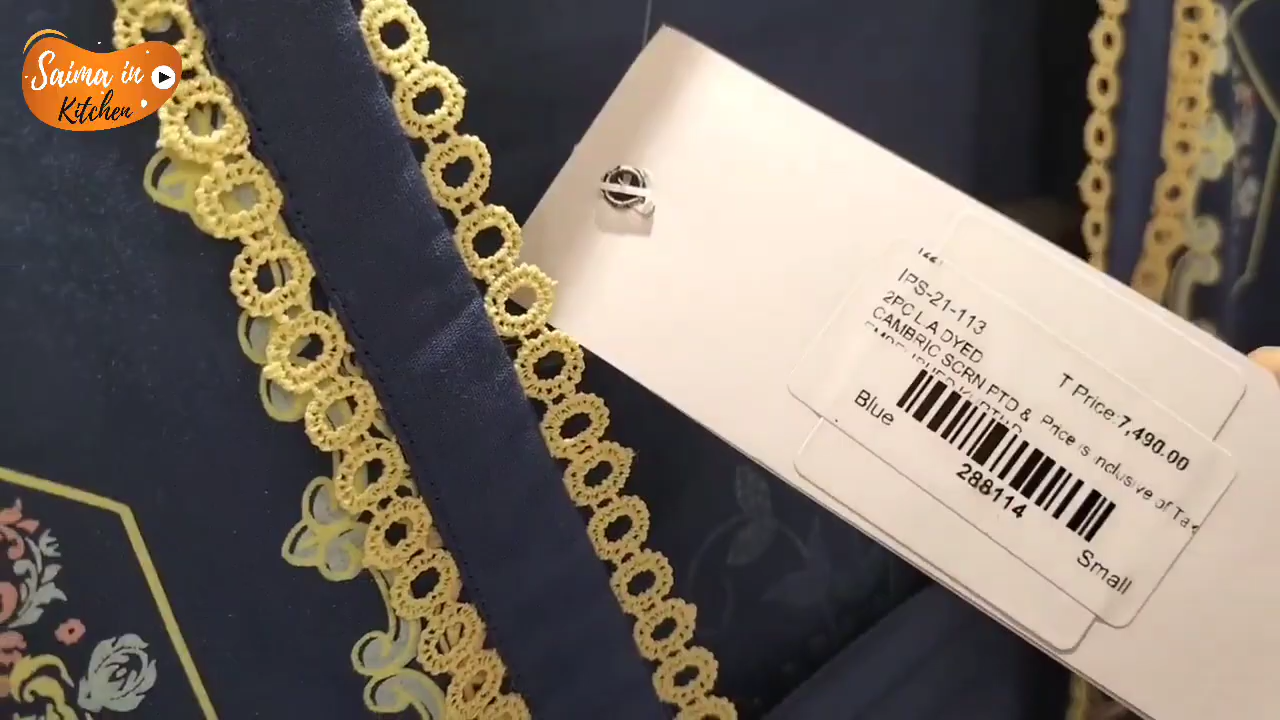 Saima in
Kitchen
IPS-21-113
2PC L.A DYED
CAMBRIC SCRN PTD &
T Price:7,490.00
Price is inclusive of Tax
Blue
288114
Small